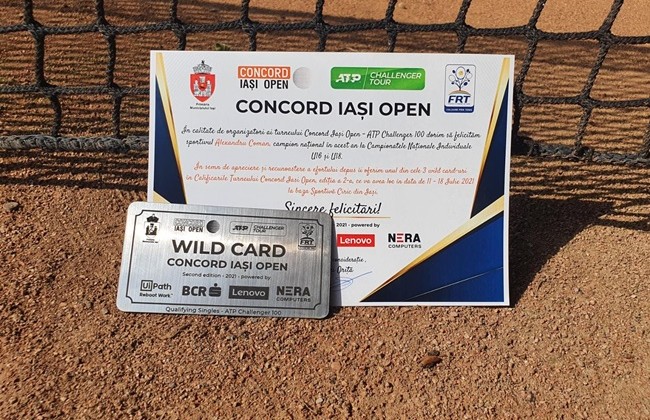 Primăria
Municipiului Iași
CONCORD
IAȘI OPEN
ATP CHALLENGER
TOUR
FRT
CONCORD IAȘI OPEN
În calitate de organizatori ai turneului Concord Iași Open - ATP Challenger 100 dorim să felicităm
sportivul Alexandru Coman, campion național în acest an la Campionatele Naționale Individuale
U16 și U18.
În semn de apreciere și recunoaștere a efortului depus îi oferim unul din cele 3 wild card-uri
în Calificările Turneului Concord Iași Open, ediția a 2-a, ce va avea loc în data de 11 - 18 Iulie 2021
la baza Sportivă Ciric din Iași.
Sincere felicitări!
2021 - powered by
Lenovo
NERA
COMPUTERS
CONCORD
IAȘI OPEN
ATP CHALLENGER
TOUR
FRT
WILD CARD
CONCORD IAȘI OPEN
Second edition - 2021 - powered by:
UiPath
Reboot Work.
BCR
Lenovo
NERA
COMPUTERS
Qualifying Singles - ATP Challenger 100